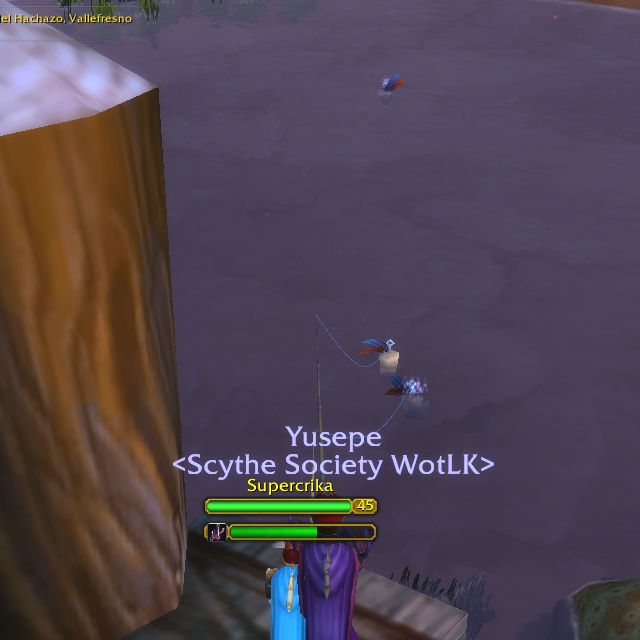 el Hachazo, Vallefresno
Yusepe
<Scythe Society WotLK>
Supercrika
45